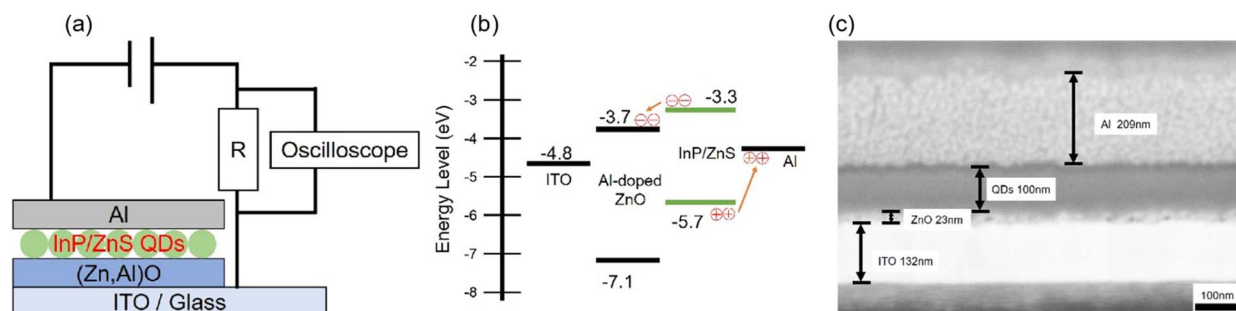 (a)
R
Oscilloscope
Al
InP/ZnS QDs
(Zn,Al)O
ITO / Glass
(b)
Energy Level (eV)
-2
-3
-4
-5
-6
-7
-8
-4.8
ITO
-3.7
Al-doped
ZnO
-7.1
-3.3
InP/ZnS
-5.7
Al
(c)
Al 209nm
QDs 100nm
ZnO 23nm
ITO 132nm
100nm